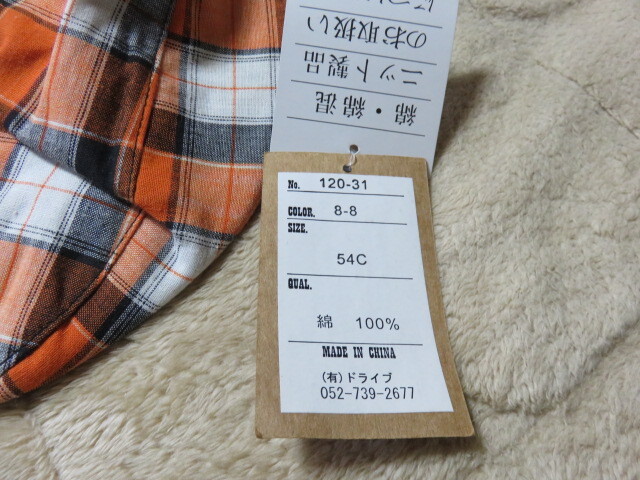 綿・綿混
ニット製品
のお取扱い
No. 120-31
COLOR. 8-8
SIZE.
54C
QUAL.
綿 100%
MADE IN CHINA
(有)ドライブ
052-739-2677